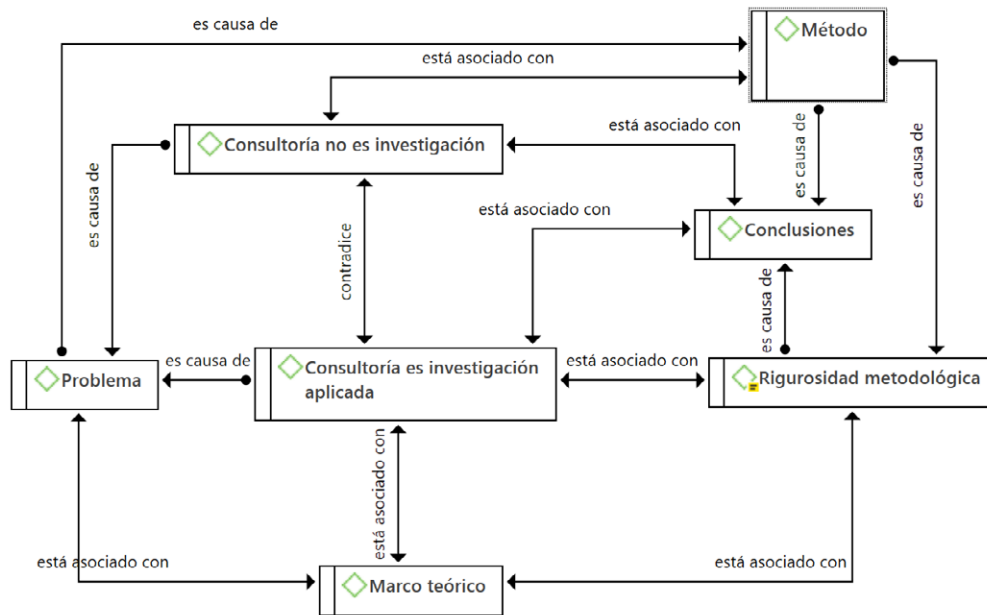 es causa de
Método
está asociado con
está asociado con
Consultoría no es investigación
es causa de
es causa de
es causa de
está asociado con
Conclusiones
contradice
es causa de
es causa de
Problema
Consultoría es investigación
aplicada
está asociado con
Rigurosidad metodológica
está asociado con
está asociado con
está asociado con
Marco teórico